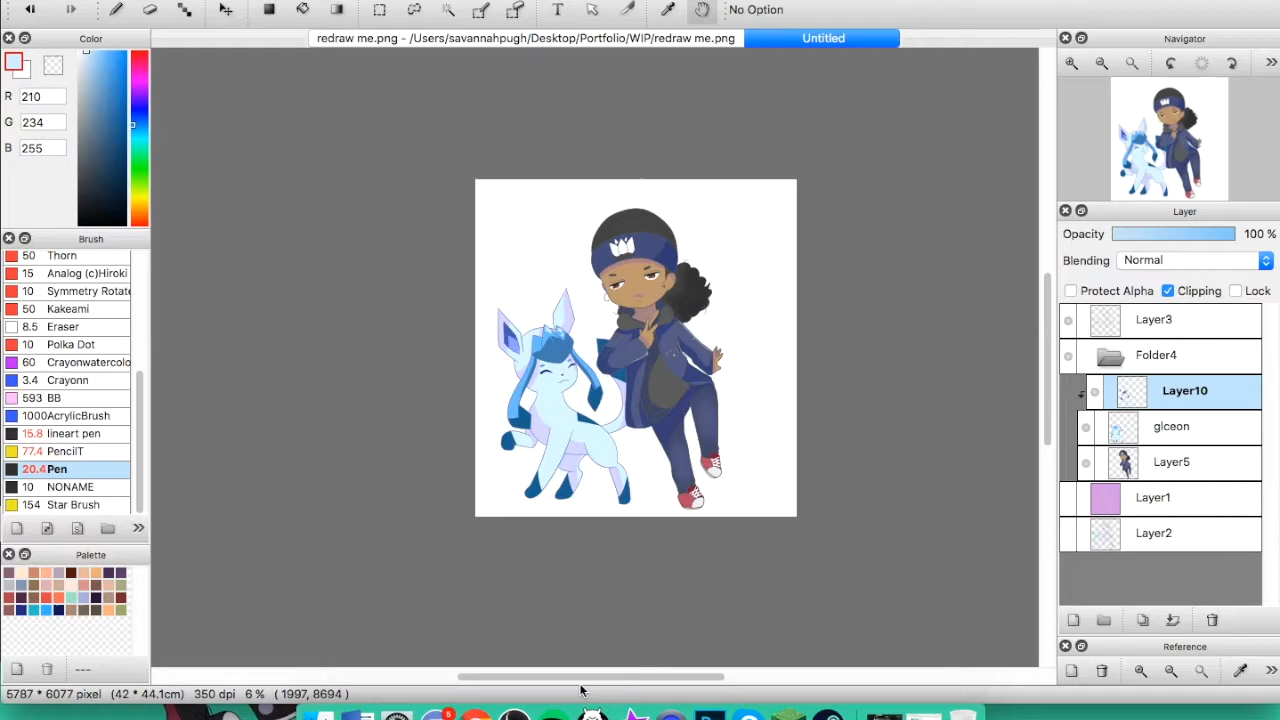 No Option
redraw me.png - /Users/savannahpugh/Desktop/Portfolio/WIP/redraw me.png
Untitled
Color
R 210
G 234
B 255
Brush
50 Thorn
15 Analog (c)Hiroki
10 Symmetry Rotate
50 Kakeami
8.5 Eraser
10 Polka Dot
60 Crayonwatercolo
3.4 Crayonn
593 BB
1000 AcrylicBrush
15.8 lineart pen
77.4 PencilT
20.4 Pen
10 NONAME
154 Star Brush
Palette
---
5787 * 6077 pixel (42 * 44.1cm) 350 dpi 6 % ( 1997, 8694 )
Navigator
Layer
Opacity 100 %
Blending Normal
Protect Alpha Clipping Lock
Layer3
Folder4
Layer10
glceon
Layer5
Layer1
Layer2
Reference